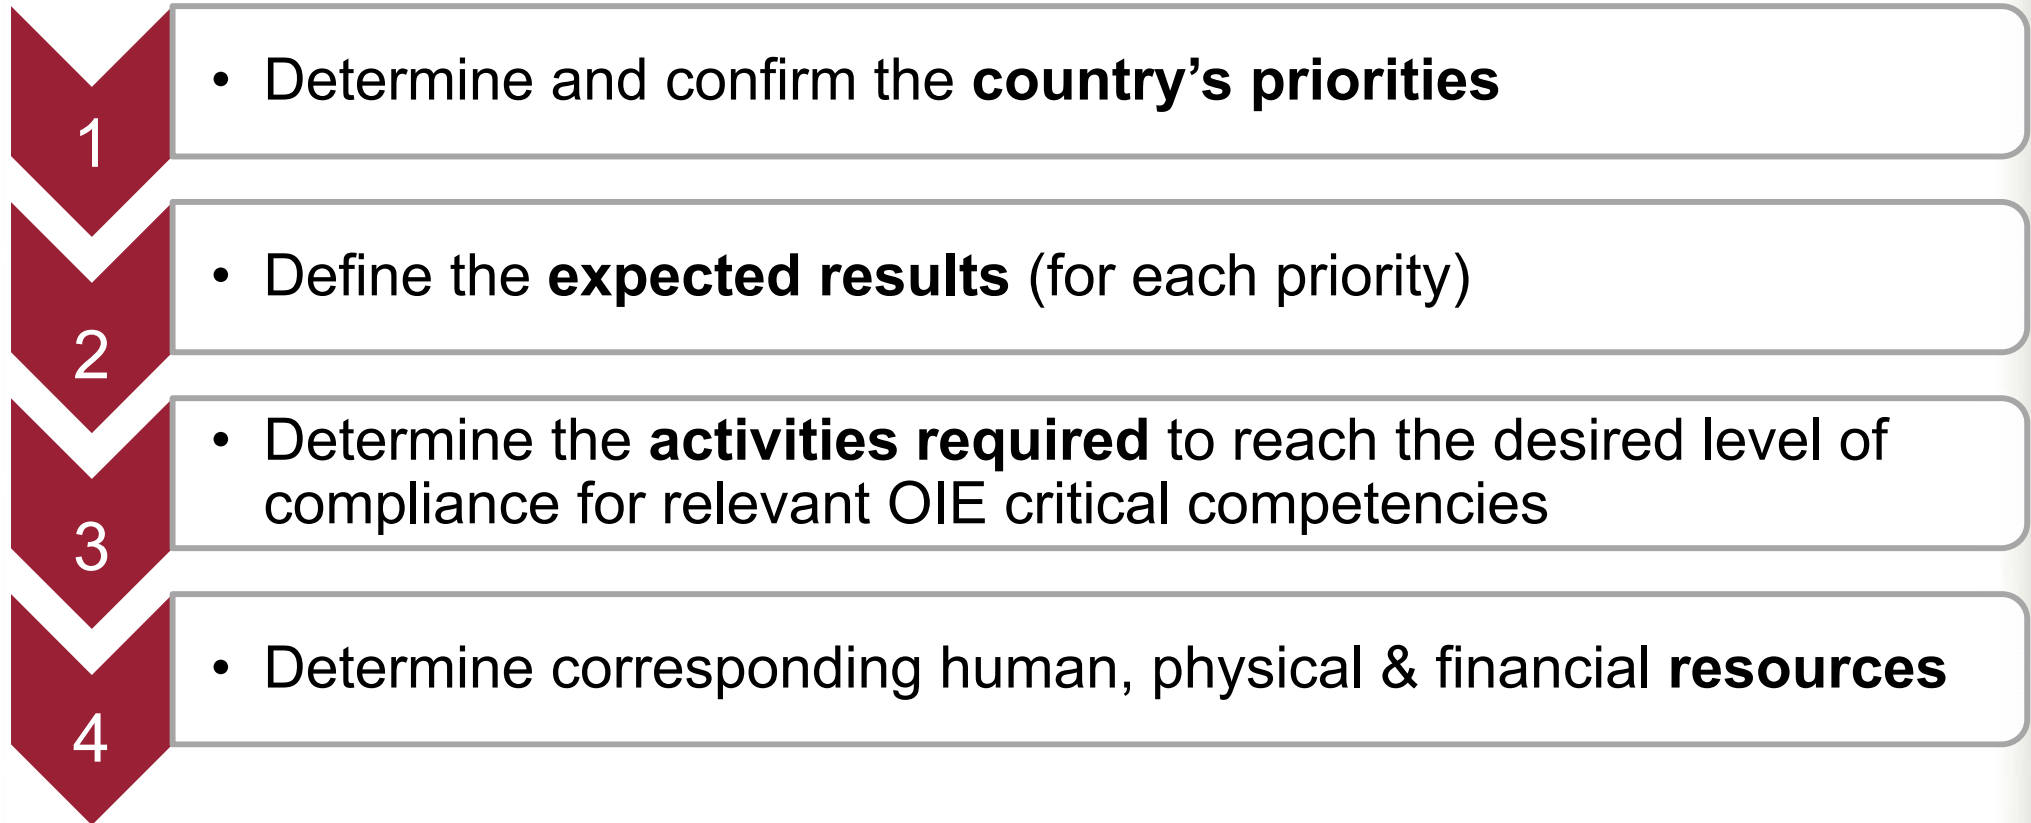 1
• Determine and confirm the country’s priorities
2
• Define the expected results (for each priority)
3
• Determine the activities required to reach the desired level of
compliance for relevant OIE critical competencies
4
• Determine corresponding human, physical & financial resources